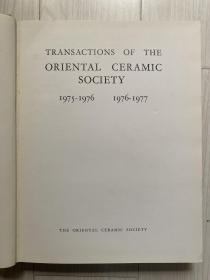 TRANSACTIONS OF THE
ORIENTAL CERAMIC
SOCIETY
1975-1976 1976-1977
THE ORIENTAL CERAMIC SOCIETY